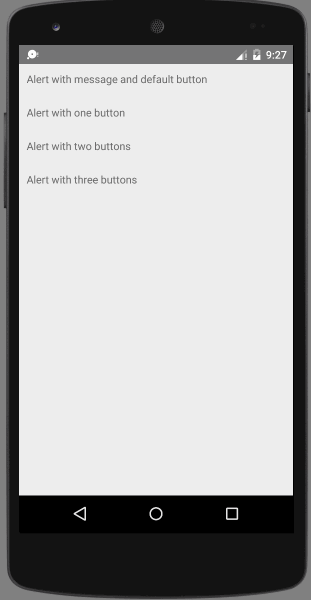 9:27
Alert with message and default button
Alert with one button
Alert with two buttons
Alert with three buttons